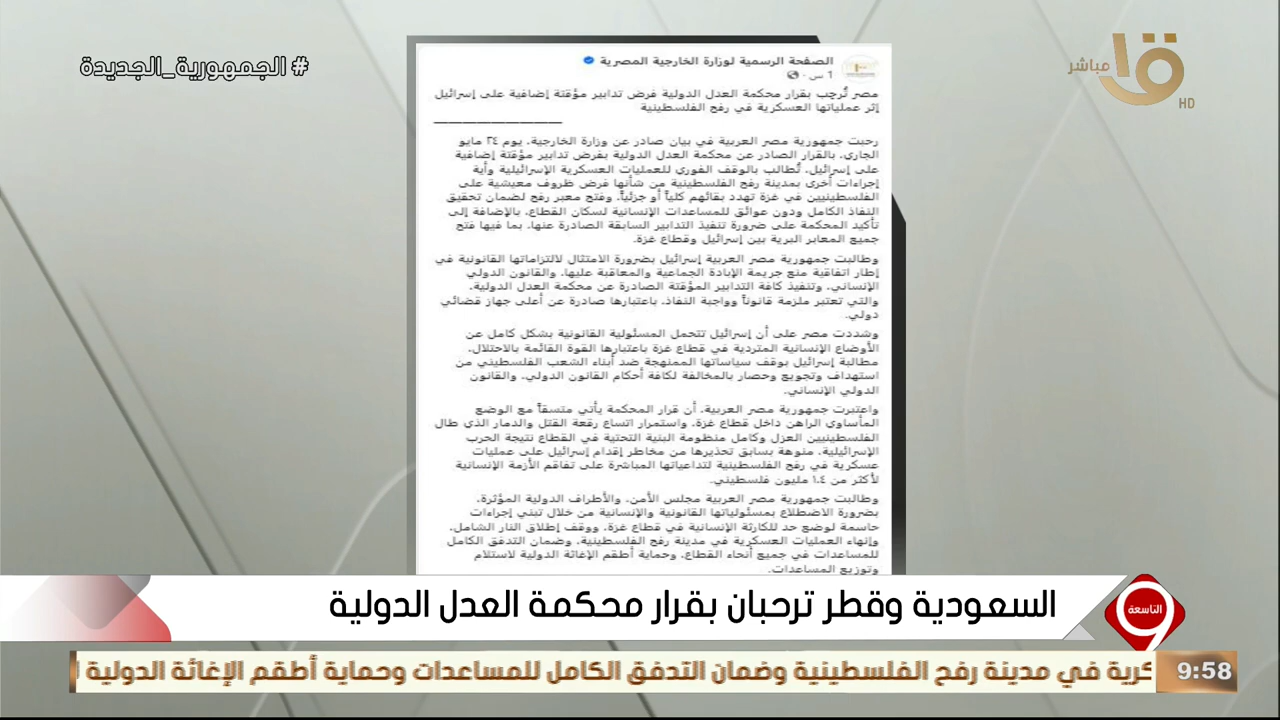 #الجمهورية_الجديدة
مباشر
HD
الصفحة الرسمية لوزارة الخارجية المصرية
1 س
مصر تُرحِب بقرار محكمة العدل الدولية فرض تدابير مؤقتة إضافية على إسرائيل
إثر عملياتها العسكرية في رفح الفلسطينية
رحبت جمهورية مصر العربية في بيان صادر عن وزارة الخارجية، يوم ٢٤ مايو
الجاري، بالقرار الصادر عن محكمة العدل الدولية بفرض تدابير مؤقتة إضافية
على إسرائيل، تُطالب بالوقف الفوري للعمليات العسكرية الإسرائيلية وأية
إجراءات أخرى بمدينة رفح الفلسطينية من شأنها فرض ظروف معيشية على
الفلسطينيين في غزة تهدد بقائهم كلياً أو جزئياً، وفتح معبر رفح لضمان تحقيق
النفاذ الكامل ودون عوائق للمساعدات الإنسانية لسكان القطاع، بالإضافة إلى
تأكيد المحكمة على ضرورة تنفيذ التدابير السابقة الصادرة عنها، بما فيها فتح
جميع المعابر البرية بين إسرائيل وقطاع غزة.
وطالبت جمهورية مصر العربية إسرائيل بضرورة الامتثال لالتزاماتها القانونية في
إطار اتفاقية منع جريمة الإبادة الجماعية والمعاقبة عليها، والقانون الدولي
الإنساني، وتنفيذ كافة التدابير المؤقتة الصادرة عن محكمة العدل الدولية،
والتي تعتبر ملزمة قانوناً وواجبة النفاذ، باعتبارها صادرة عن أعلى جهاز قضائي
دولي.
وشددت مصر على أن إسرائيل تتحمل المسئولية القانونية بشكل كامل عن
الأوضاع الإنسانية المتردية في قطاع غزة باعتبارها القوة القائمة بالاحتلال،
مطالبة إسرائيل بوقف سياساتها الممنهجة ضد أبناء الشعب الفلسطيني من
استهداف وتجويع وحصار بالمخالفة لكافة أحكام القانون الدولي، والقانون
الدولي الإنساني.
واعتبرت جمهورية مصر العربية، أن قرار المحكمة يأتي متسقاً مع الوضع
المأساوي الراهن داخل قطاع غزة، واستمرار اتساع رقعة القتل والدمار الذي طال
الفلسطينيين العزل وكامل منظومة البنية التحتية في القطاع نتيجة الحرب
الإسرائيلية، منوهة بسابق تحذيرها من مخاطر إقدام إسرائيل على عمليات
عسكرية في رفح الفلسطينية لتداعياتها المباشرة على تفاقم الأزمة الإنسانية
لأكثر من ١.٤ مليون فلسطيني.
وطالبت جمهورية مصر العربية مجلس الأمن، والأطراف الدولية المؤثرة،
بضرورة الاضطلاع بمسئولياتها القانونية والإنسانية من خلال تبني إجراءات
حاسمة لوضع حد للكارثة الإنسانية في قطاع غزة، ووقف إطلاق النار الشامل،
وإنهاء العمليات العسكرية في مدينة رفح الفلسطينية، وضمان التدفق الكامل
للمساعدات في جميع أنحاء القطاع، وحماية أطقم الإغاثة الدولية لاستلام
وتوزيع المساعدات.
التاسعة
السعودية وقطر ترحبان بقرار محكمة العدل الدولية
9:58
كرية في مدينة رفح الفلسطينية وضمان التدفق الكامل للمساعدات وحماية أطقم الإغاثة الدولية